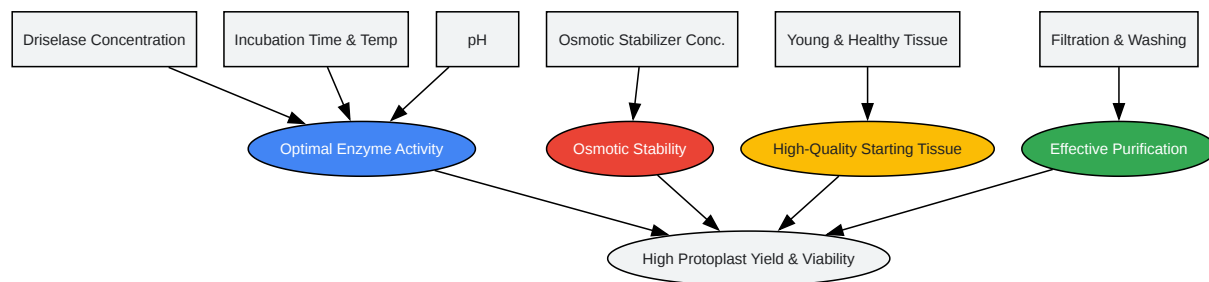 Driselase Concentration
Incubation Time & Temp
pH
Osmotic Stabilizer Conc.
Young & Healthy Tissue
Filtration & Washing
Optimal Enzyme Activity
Osmotic Stability
High-Quality Starting Tissue
Effective Purification
High Protoplast Yield & Viability